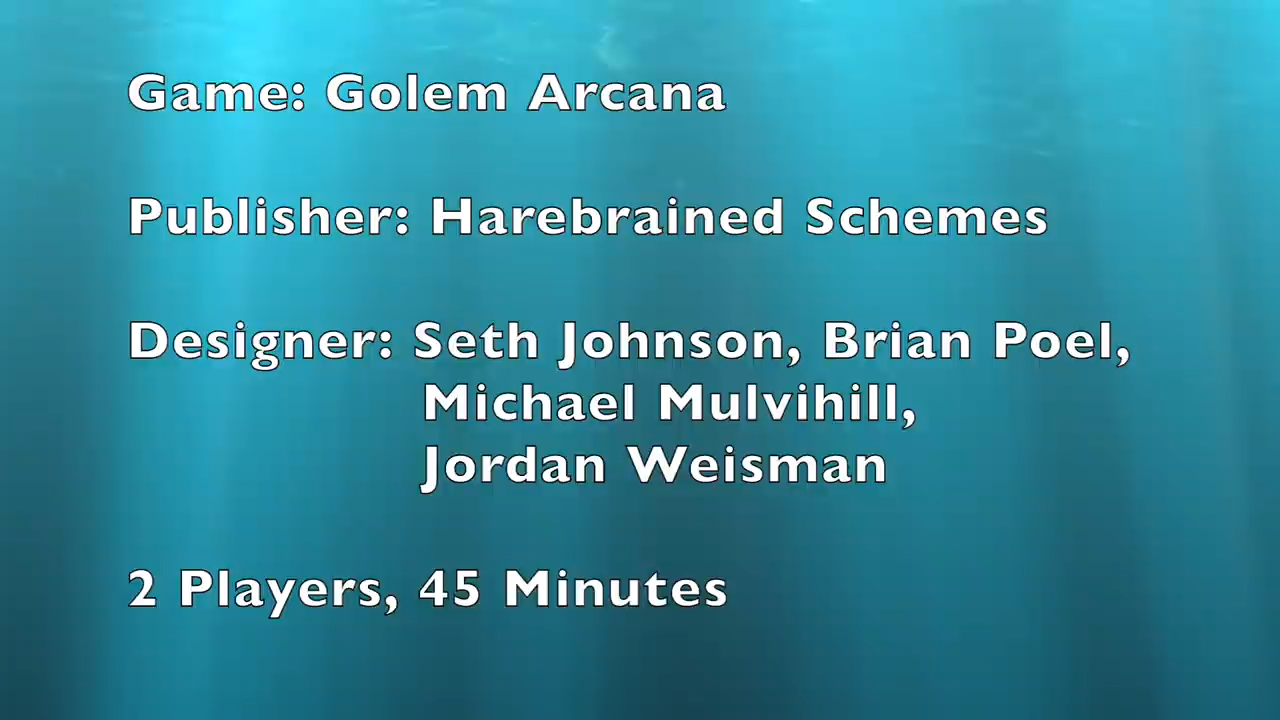 Game: Golem Arcana
Publisher: Harebrained Schemes
Designer: Seth Johnson, Brian Poel,
Michael Mulvihill,
Jordan Weisman
2 Players, 45 Minutes